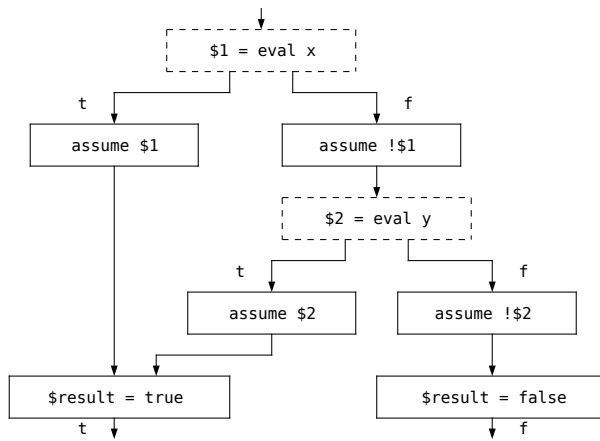 $1 = eval x
t
f
assume $1
assume !$1
$2 = eval y
t
f
assume $2
assume !$2
$result = true
$result = false
t
f